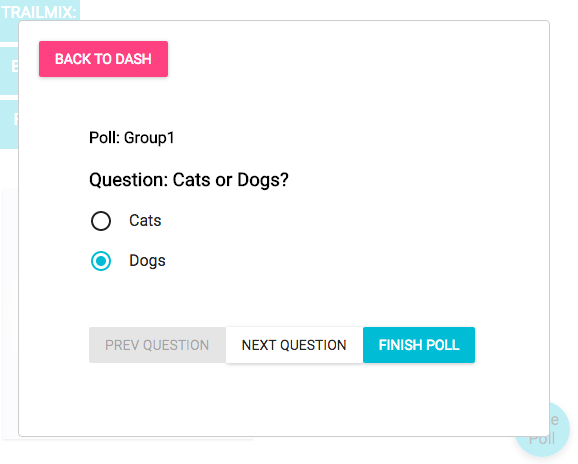 TRAILMIX:
BACK TO DASH
Poll: Group1
Question: Cats or Dogs?
Cats
Dogs
PREV QUESTION
NEXT QUESTION
FINISH POLL
Poll